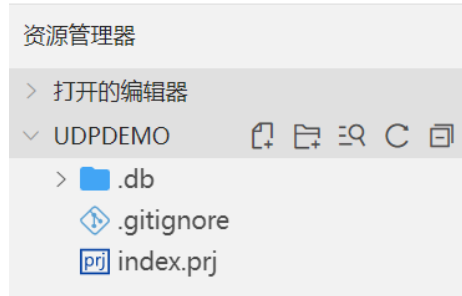 资源管理器
打开的编辑器
UDPDEMO
.db
.gitignore
prj index.prj